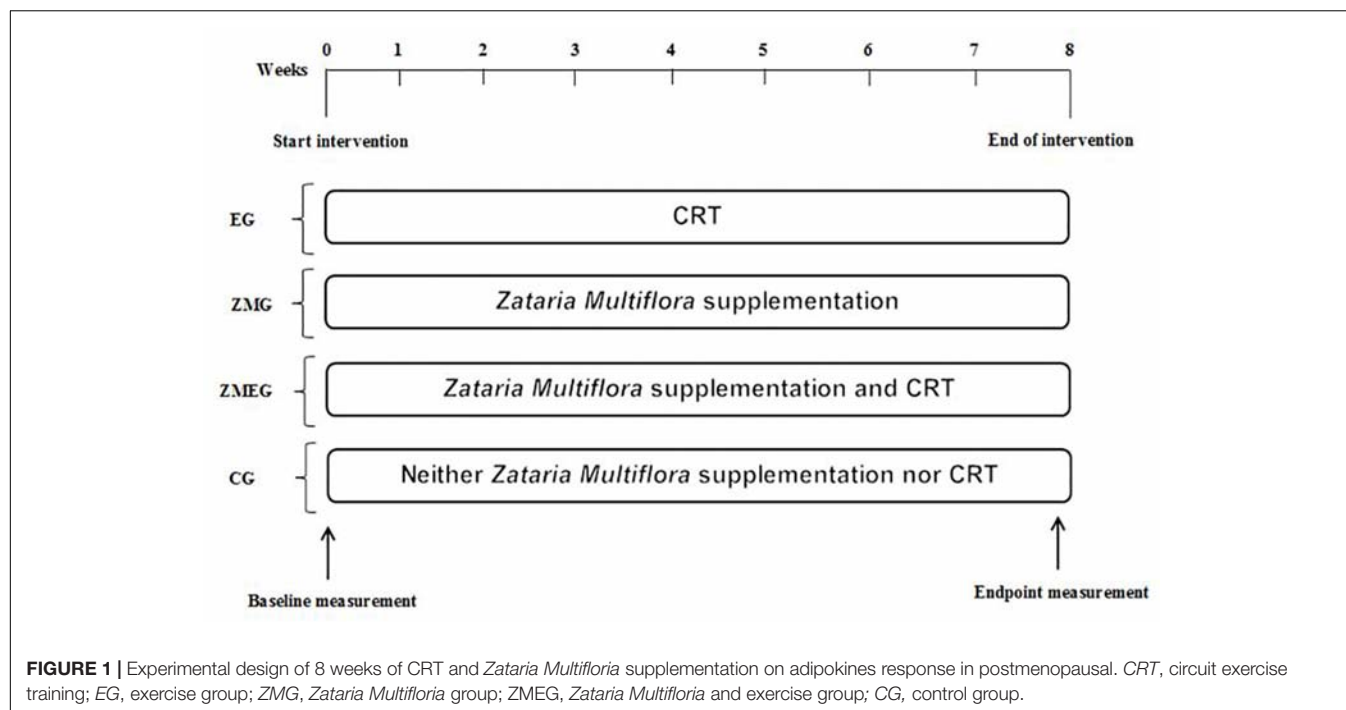 0 1 2 3 4 5 6 7 8
Weeks
Start intervention End of intervention
EG CRT
ZMG Zataria Multiflora supplementation
ZMEG Zataria Multiflora supplementation and CRT
CG Neither Zataria Multiflora supplementation nor CRT
Baseline measurement Endpoint measurement
FIGURE 1 | Experimental design of 8 weeks of CRT and Zataria Multifloria supplementation on adipokines response in postmenopausal. CRT, circuit exercise
training; EG, exercise group; ZMG, Zataria Multifloria group; ZMEG, Zataria Multifloria and exercise group; CG, control group.